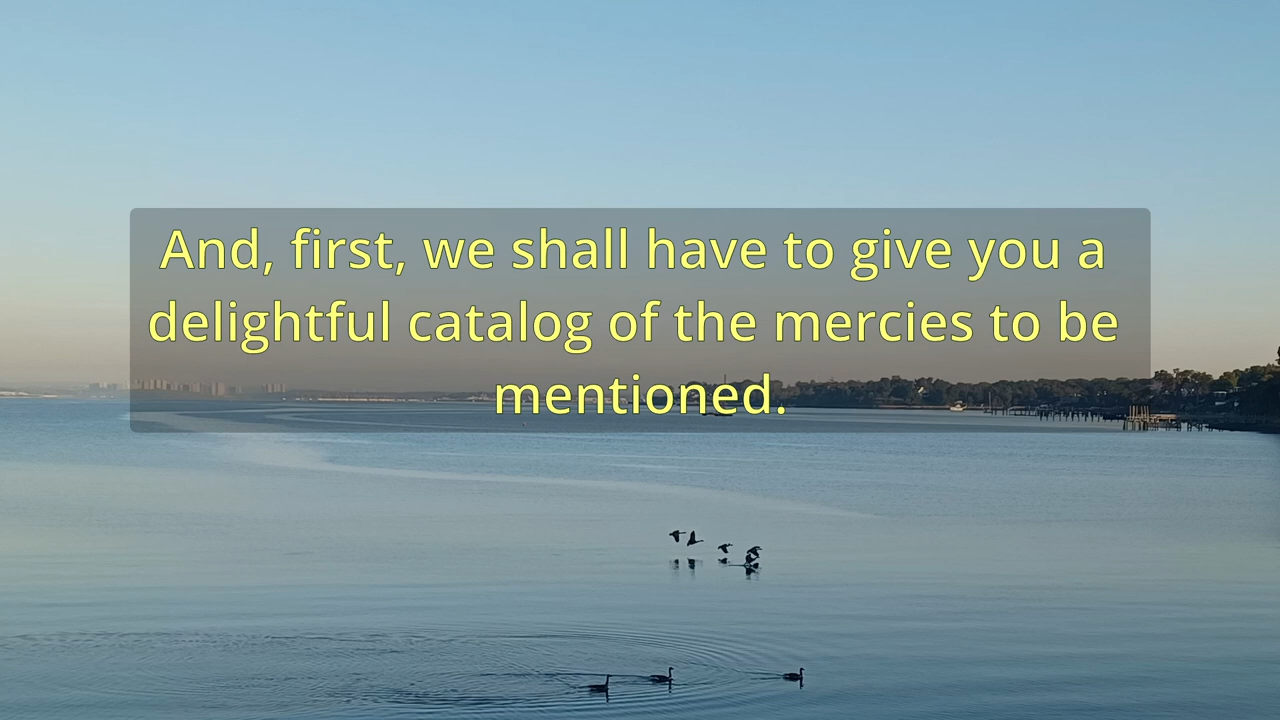 And, first, we shall have to give you a
delightful catalog of the mercies to be
mentioned.